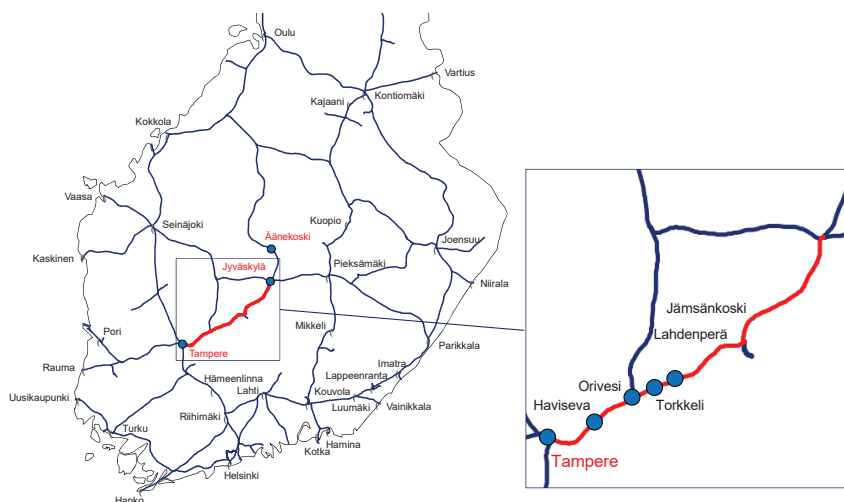 Oulu
Vartius
Kontiomäki
Kajaani
Kokkola
Vaasa
Seinäjoki
Kuopio
Äänekoski
Joensuu
Kaskinen
Jyväskylä
Pieksämäki
Niirala
Pori
Mikkeli
Parikkala
Tampere
Rauma
Imatra
Hämeenlinna
Lappeenranta
Lahti
Kouvola
Uusikaupunki
Riihimäki
Luumäki
Vainikkala
Turku
Hamina
Kotka
Helsinki
Hanko
Jämsänkoski
Lahdenperä
Orivesi
Haviseva
Torkkeli
Tampere